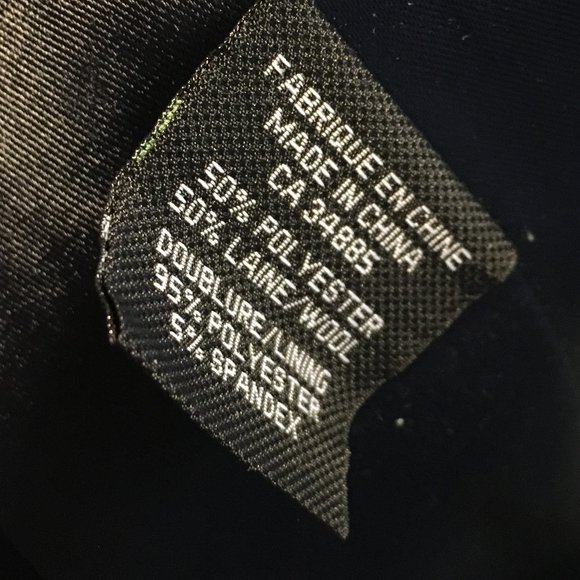 FABRIQUE EN CHINE
MADE IN CHINA
CA 34885
50% POLYESTER
50% LAINE/WOOL
DOUBLURE/LINING
95% POLYESTER
5% SPANDEX